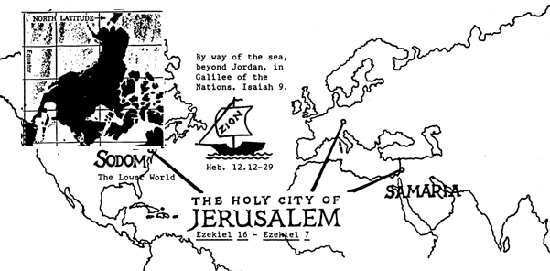 NORTH LATITUDE
By way of the sea,
beyond Jordan, in
Galilee of the
Nations. Isaiah 9.
ZION
Heb. 12.12-29
SODOM
The Lower World
SAMARIA
THE HOLY CITY OF
JERUSALEM
Ezekiel 16 - Ezekiel 7